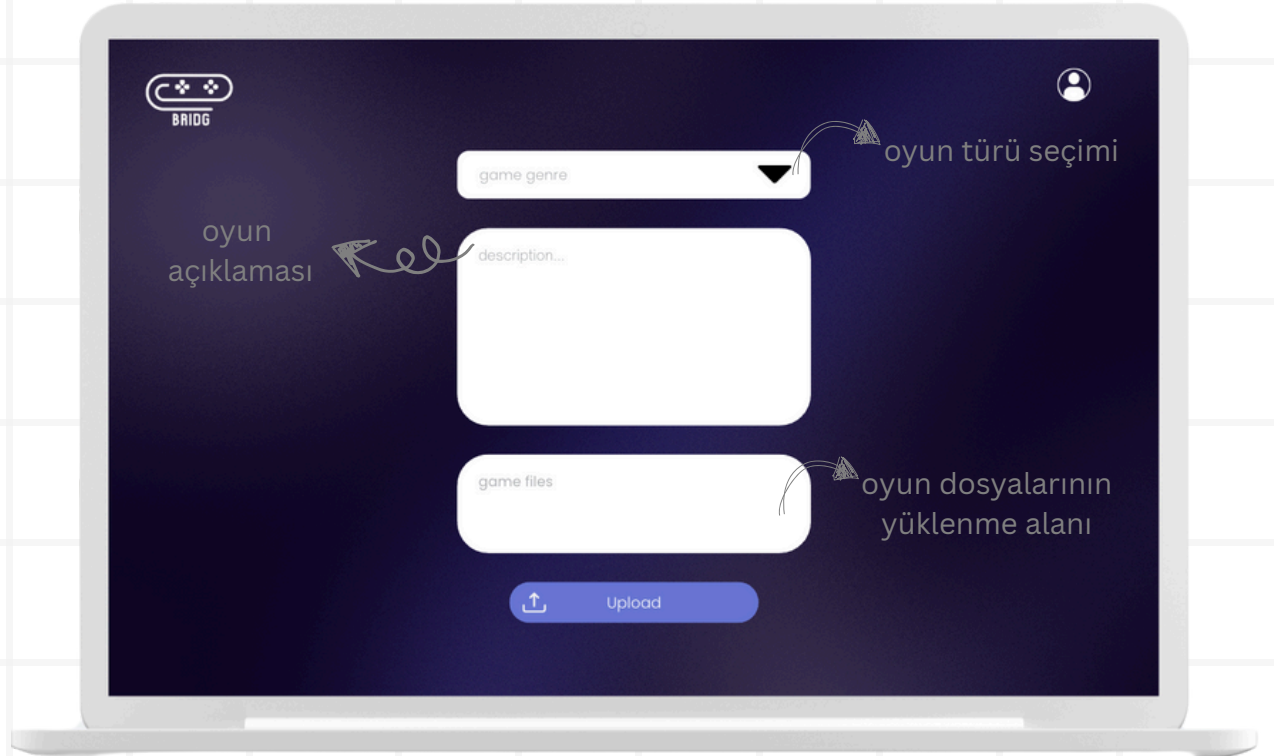 BRIDG
oyun türü seçimi
game genre
oyun
açıklaması
description...
game files
oyun dosyalarının
yüklenme alanı
Upload